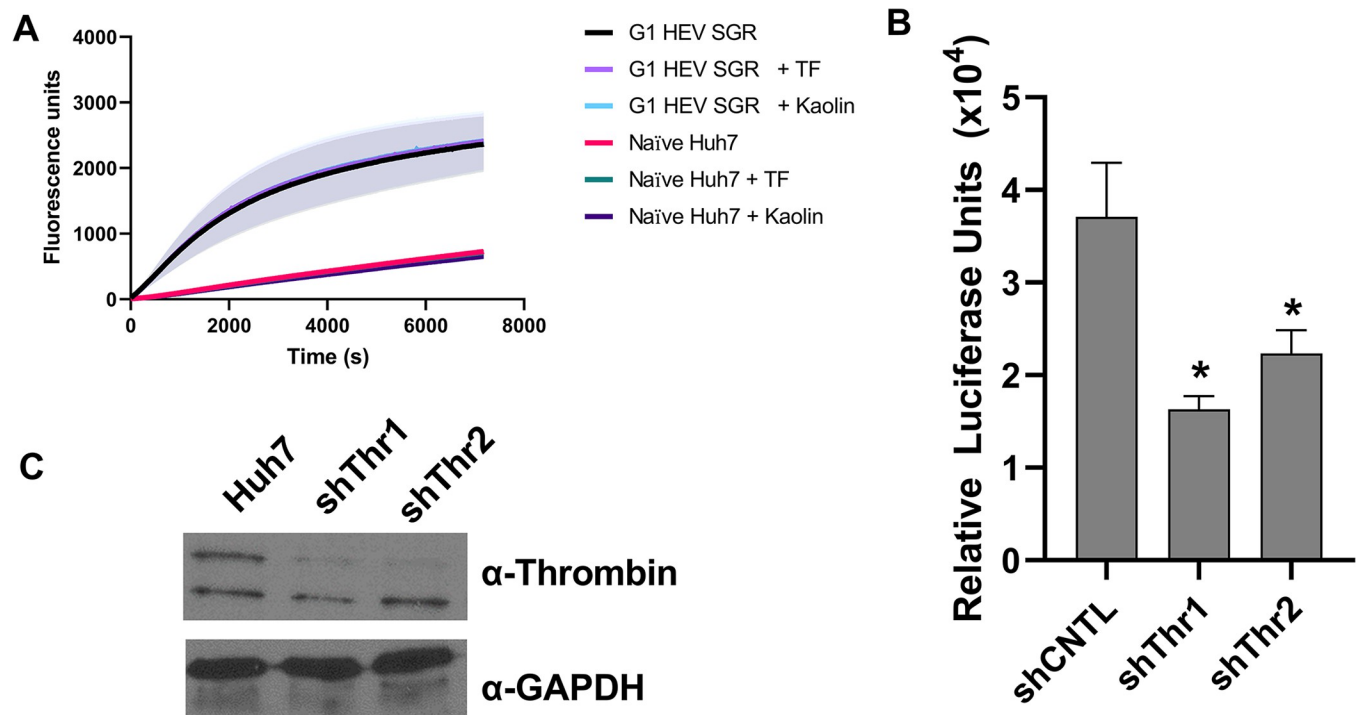 A
Fluorescence units
4000
3000
2000
1000
0
0
2000
4000
6000
8000
Time (s)
G1 HEV SGR
G1 HEV SGR + TF
G1 HEV SGR + Kaolin
Naïve Huh7
Naïve Huh7 + TF
Naïve Huh7 + Kaolin
B
Relative Luciferase Units (x10⁴)
5
4
3
2
1
0
*
*
shCNTL
shThr1
shThr2
C
Huh7
shThr1
shThr2
α-Thrombin
α-GAPDH